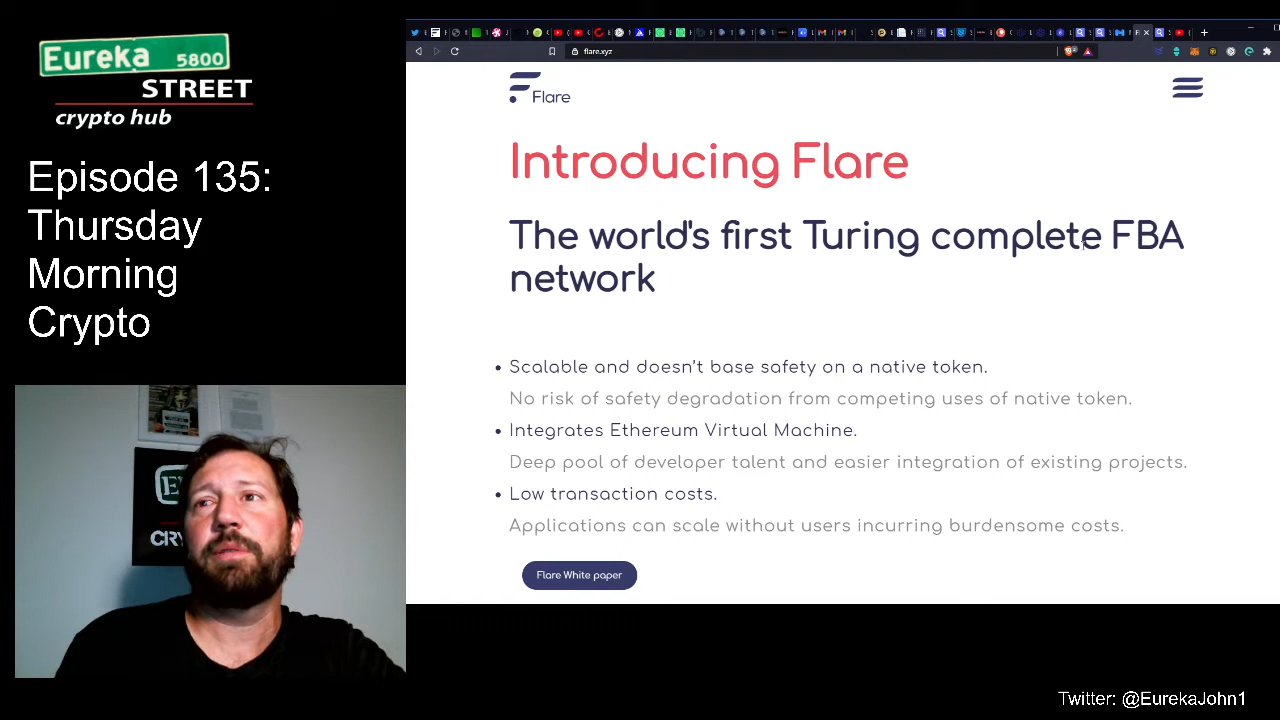 Eureka 5800
STREET
crypto hub
Episode 135:
Thursday
Morning
Crypto
flare.xyz
Flare
Introducing Flare
The world's first Turing complete FBA
network
• Scalable and doesn't base safety on a native token.
No risk of safety degradation from competing uses of native token.
• Integrates Ethereum Virtual Machine.
Deep pool of developer talent and easier integration of existing projects.
• Low transaction costs.
Applications can scale without users incurring burdensome costs.
Flare White paper
Twitter: @EurekaJohn1